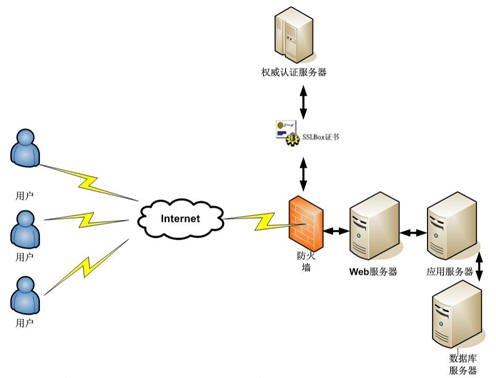 权威认证服务器
SSLBox证书
用户
Internet
用户
防火
墙
Web服务器
应用服务器
用户
数据库
服务器